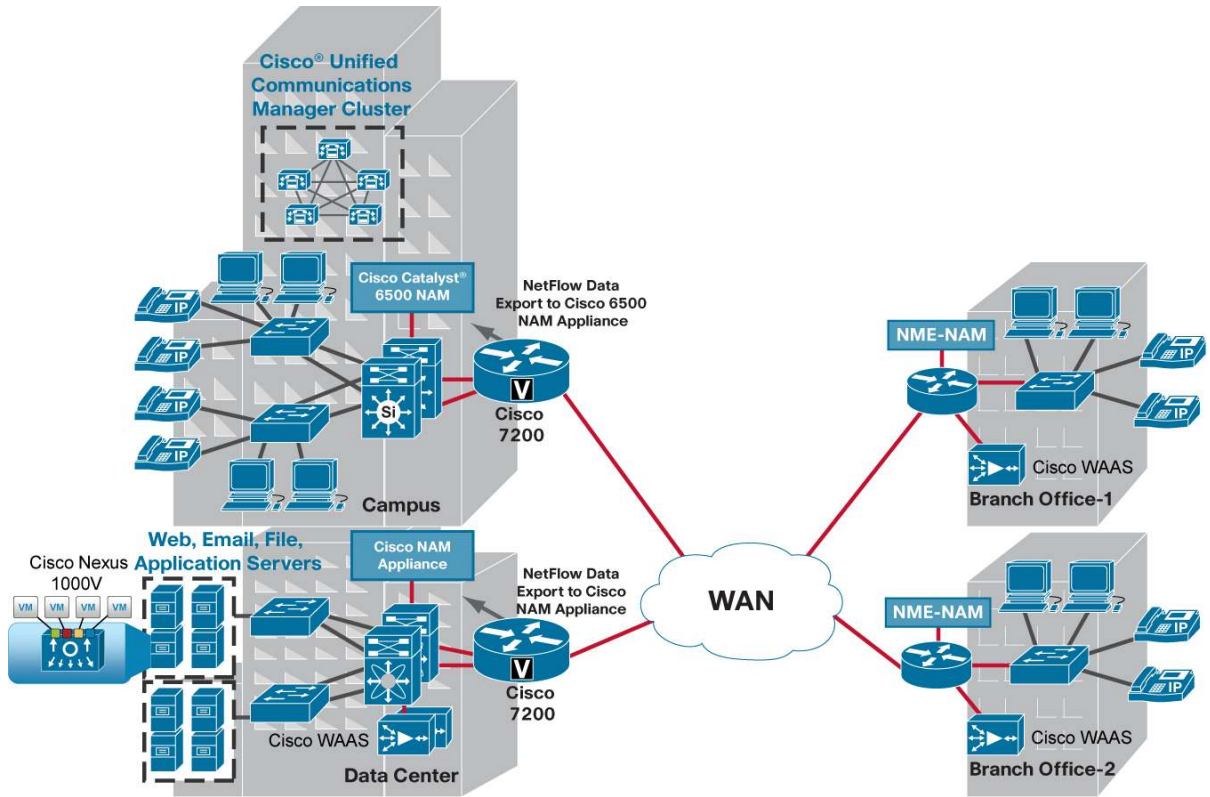 Cisco® Unified
Communications
Manager Cluster
Cisco Catalyst®
6500 NAM
NetFlow Data
Export to Cisco 6500
NAM Appliance
IP
IP
IP
IP
Si
V
Cisco
7200
Campus
NME-NAM
IP
IP
Cisco WAAS
Branch Office-1
WAN
Web, Email, File,
Application Servers
Cisco Nexus
1000V
VM
VM
VM
VM
Cisco NAM
Appliance
NetFlow Data
Export to Cisco
NAM Appliance
V
Cisco
7200
Cisco WAAS
Data Center
NME-NAM
IP
IP
Cisco WAAS
Branch Office-2